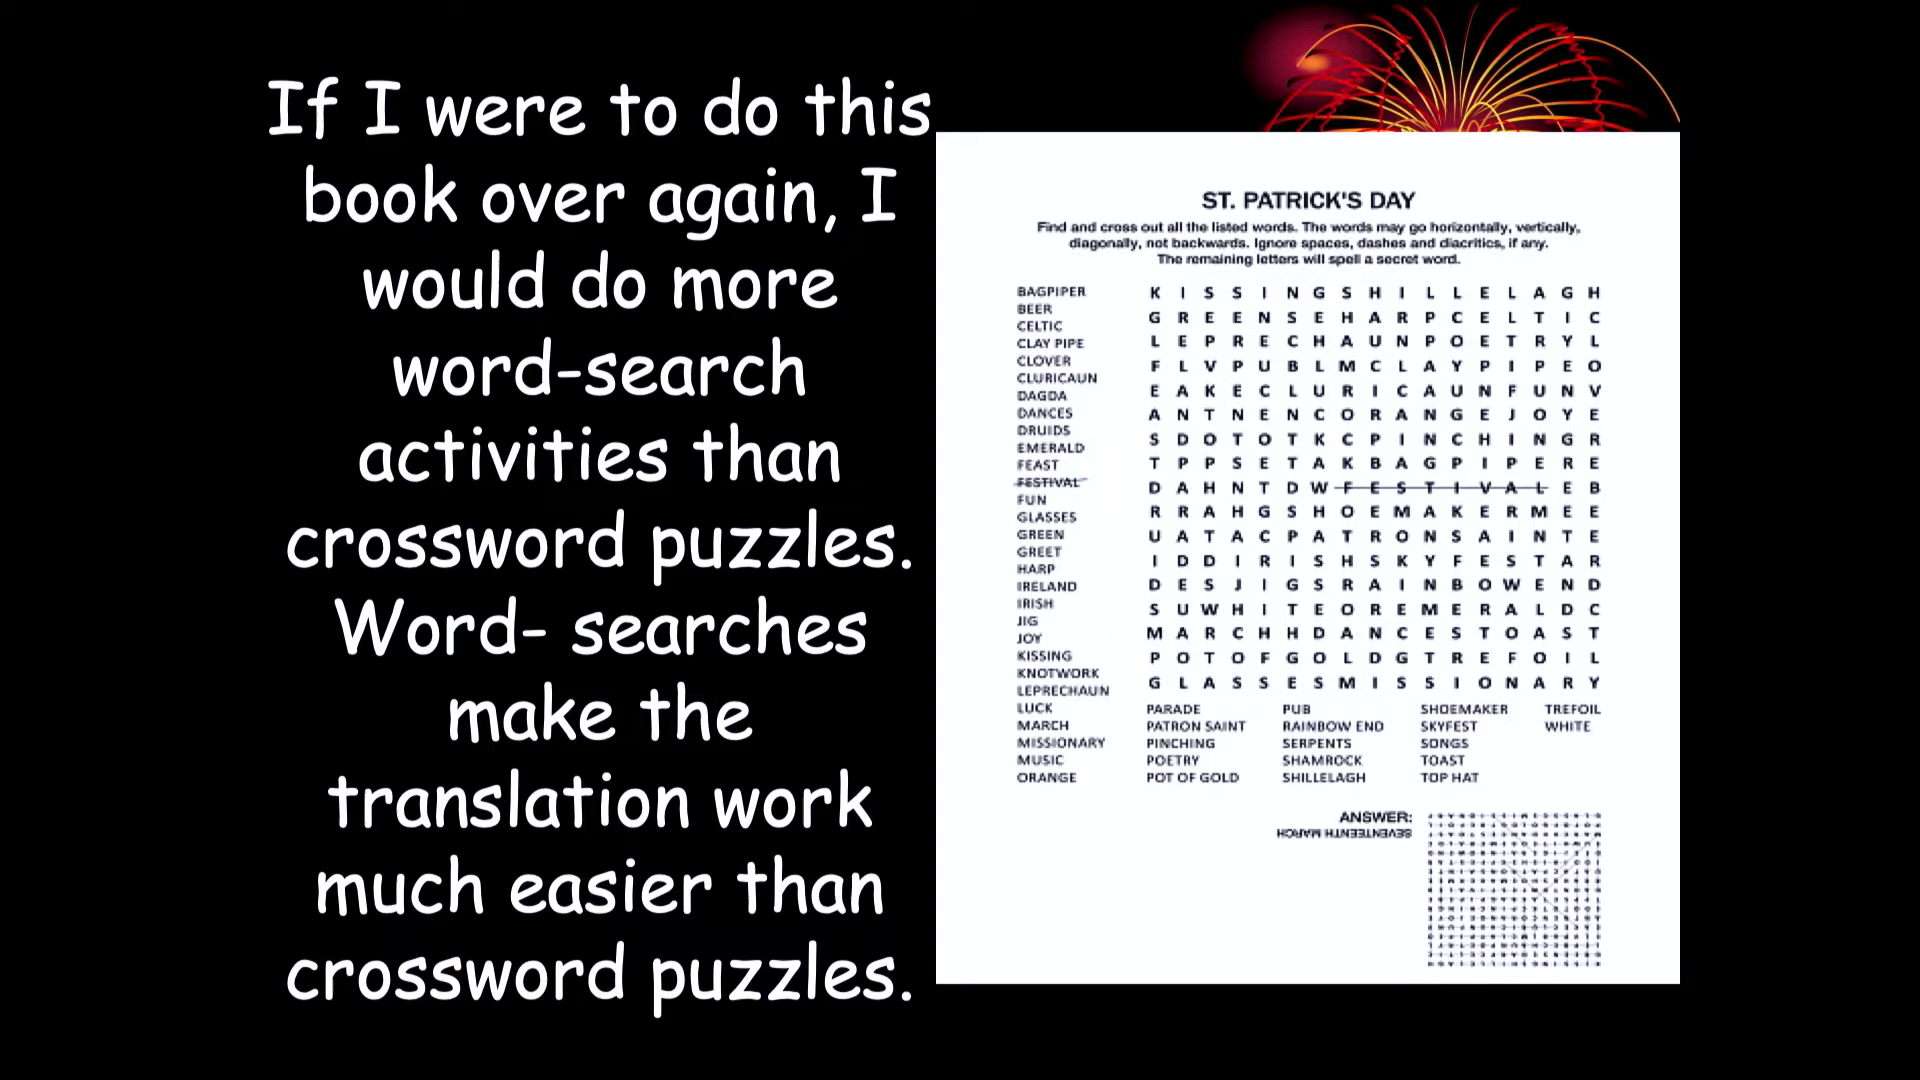 If I were to do this
book over again, I
would do more
word-search
activities than
crossword puzzles.
Word- searches
make the
translation work
much easier than
crossword puzzles.
ST. PATRICK'S DAY
Find and cross out all the listed words. The words may go horizontally, vertically,
diagonally, not backwards. Ignore spaces, dashes and diacritics, if any.
The remaining letters will spell a secret word.
BAGPIPER
BEER
CELTIC
CLAY PIPE
CLOVER
CLURICAUN
DAGDA
DANCES
DRUIDS
EMERALD
FEAST
FESTIVAL
FUN
GLASSES
GREEN
GREET
HARP
IRELAND
IRISH
JIG
JOY
KISSING
KNOTWORK
LEPRECHAUN
LUCK
MARCH
MISSIONARY
MUSIC
ORANGE
K I S S I N G S H I L L E L A G H
G R E E N S E H A R P C E L T I C
L E P R E C H A U N P O E T R Y L
F L V P U B L M C L A Y P I P E O
E A K E C L U R I C A U N F U N V
A N T N E N C O R A N G E J O Y E
S D O T O T K C P I N C H I N G R
T P P S E T A K B A G P I P E R E
D A H N T D W F E S T I V A L E B
R R A H G S H O E M A K E R M E E
U A T A C P A T R O N S A I N T E
I D D I R I S H S K Y F E S T A R
D E S J I G S R A I N B O W E N D
S U W H I T E O R E M E R A L D C
M A R C H H D A N C E S T O A S T
P O T O F G O L D G T R E F O I L
G L A S S E S M I S S I O N A R Y
PARADE
PATRON SAINT
PINCHING
POETRY
POT OF GOLD
PUB
RAINBOW END
SERPENTS
SHAMROCK
SHILLELAGH
SHOEMAKER
SKYFEST
SONGS
TOAST
TOP HAT
TREFOIL
WHITE
ANSWER:
SEVENTEENTH MARCH